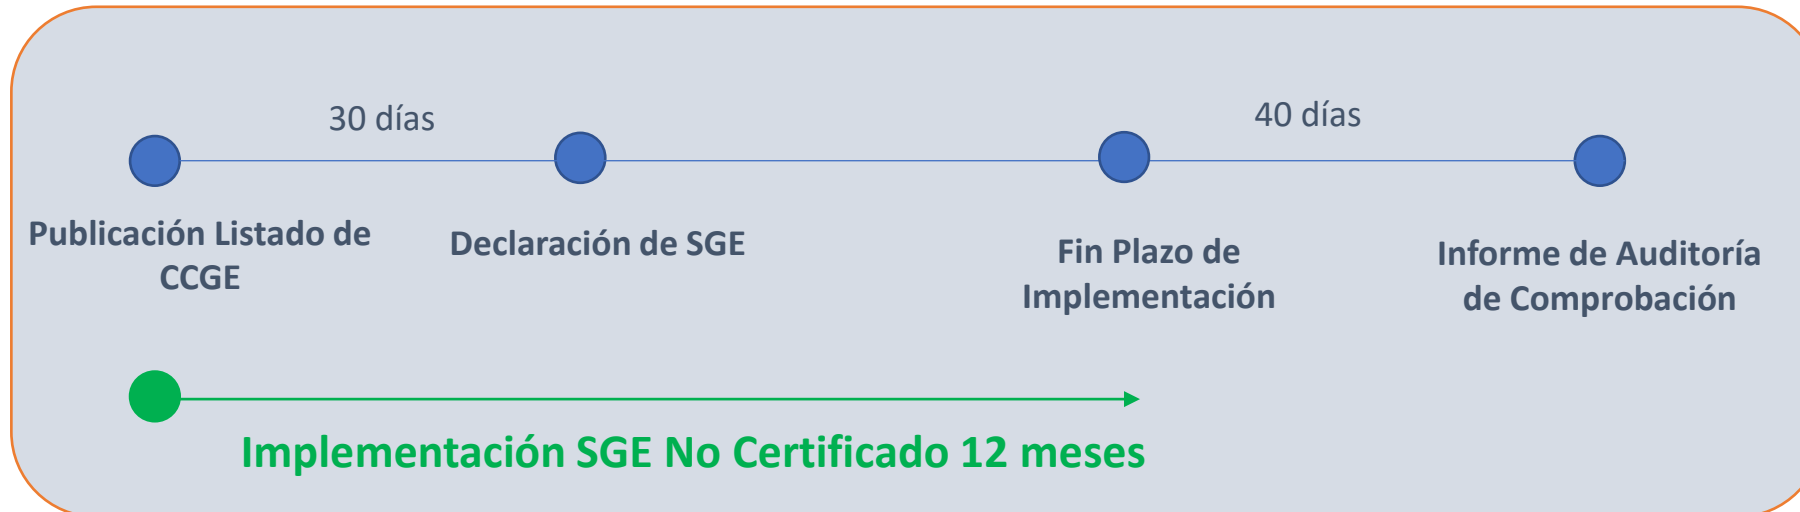 30 días
40 días
Publicación Listado de
CCGE
Declaración de SGE
Fin Plazo de
Implementación
Informe de Auditoría
de Comprobación
Implementación SGE No Certificado 12 meses